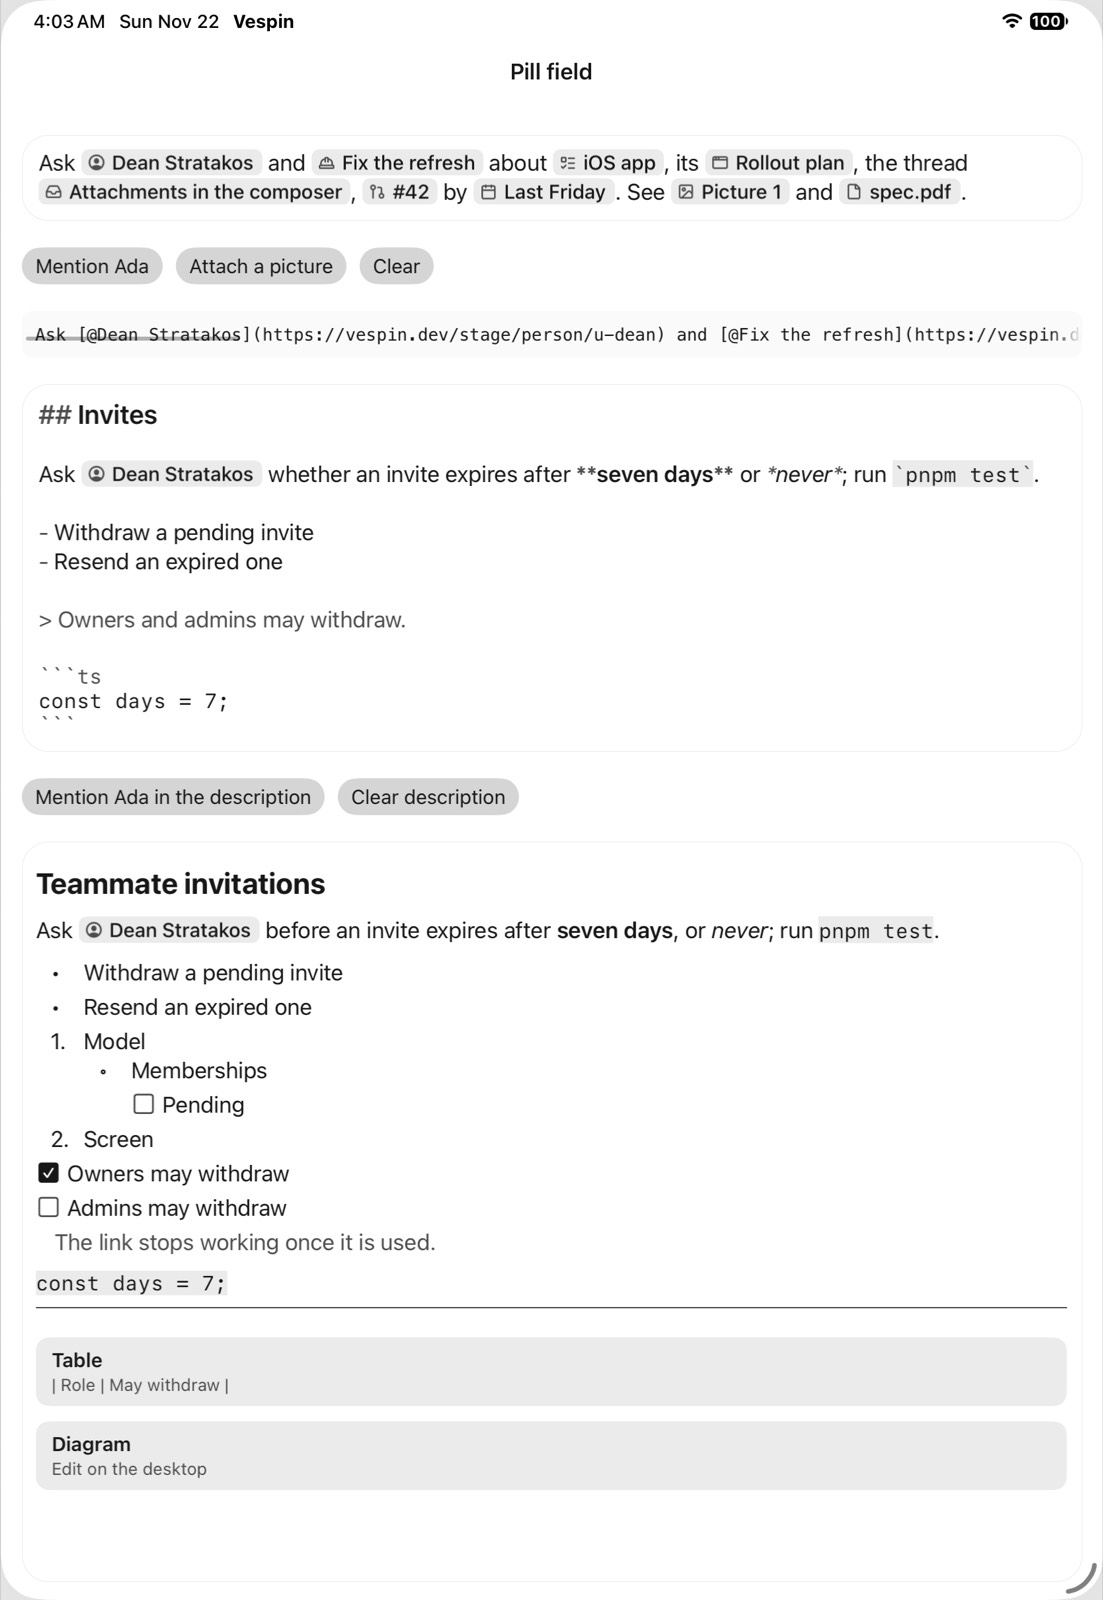 4:03 AM Sun Nov 22 Vespin
100
Pill field
Ask Dean Stratakos and Fix the refresh about iOS app, its Rollout plan, the thread
Attachments in the composer, #42 by Last Friday. See Picture 1 and spec.pdf.
Mention Ada Attach a picture Clear
Ask [@Dean Stratakos](https://vespin.dev/stage/person/u-dean) and [@Fix the refresh](https://vespin.d
## Invites
Ask Dean Stratakos whether an invite expires after **seven days** or *never*; run `pnpm test`.
- Withdraw a pending invite
- Resend an expired one
> Owners and admins may withdraw.
```ts
const days = 7;
```
Mention Ada in the description Clear description
Teammate invitations
Ask Dean Stratakos before an invite expires after seven days, or never; run pnpm test.
• Withdraw a pending invite
• Resend an expired one
1. Model
◦ Memberships
Pending
2. Screen
Owners may withdraw
Admins may withdraw
The link stops working once it is used.
const days = 7;
Table
| Role | May withdraw |
Diagram
Edit on the desktop